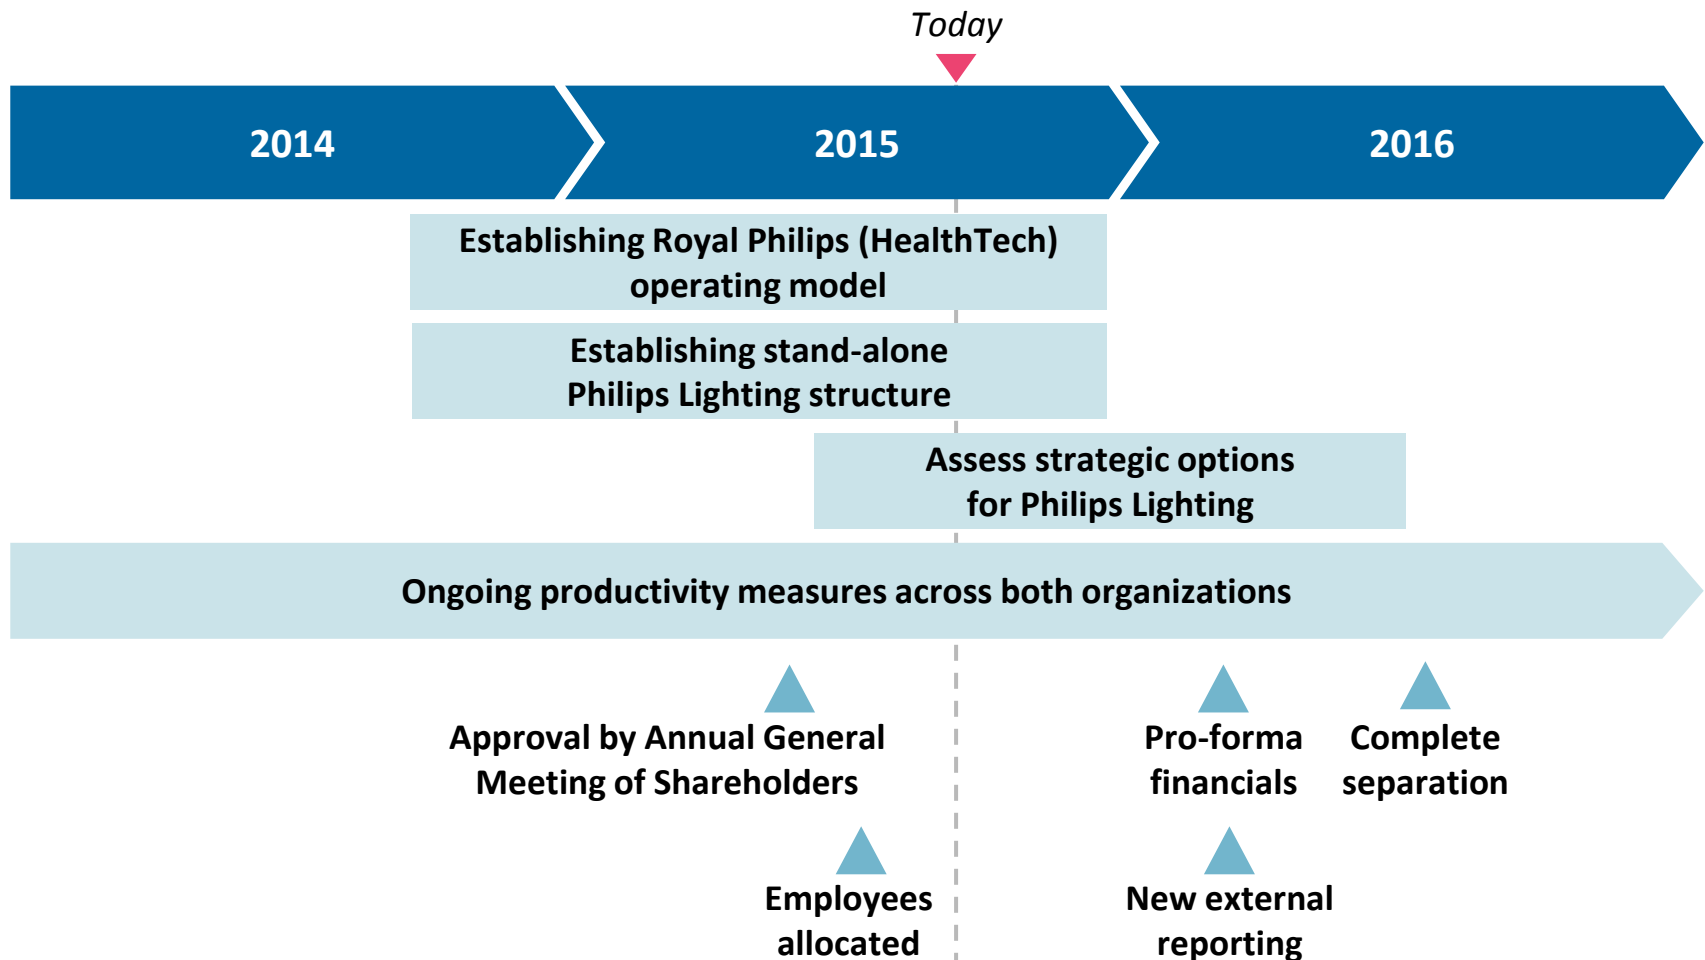 Today
2014
2015
2016
Establishing Royal Philips (HealthTech)
operating model
Establishing stand-alone
Philips Lighting structure
Assess strategic options
for Philips Lighting
Ongoing productivity measures across both organizations
Approval by Annual General
Meeting of Shareholders
Pro-forma
financials
Complete
separation
Employees
allocated
New external
reporting